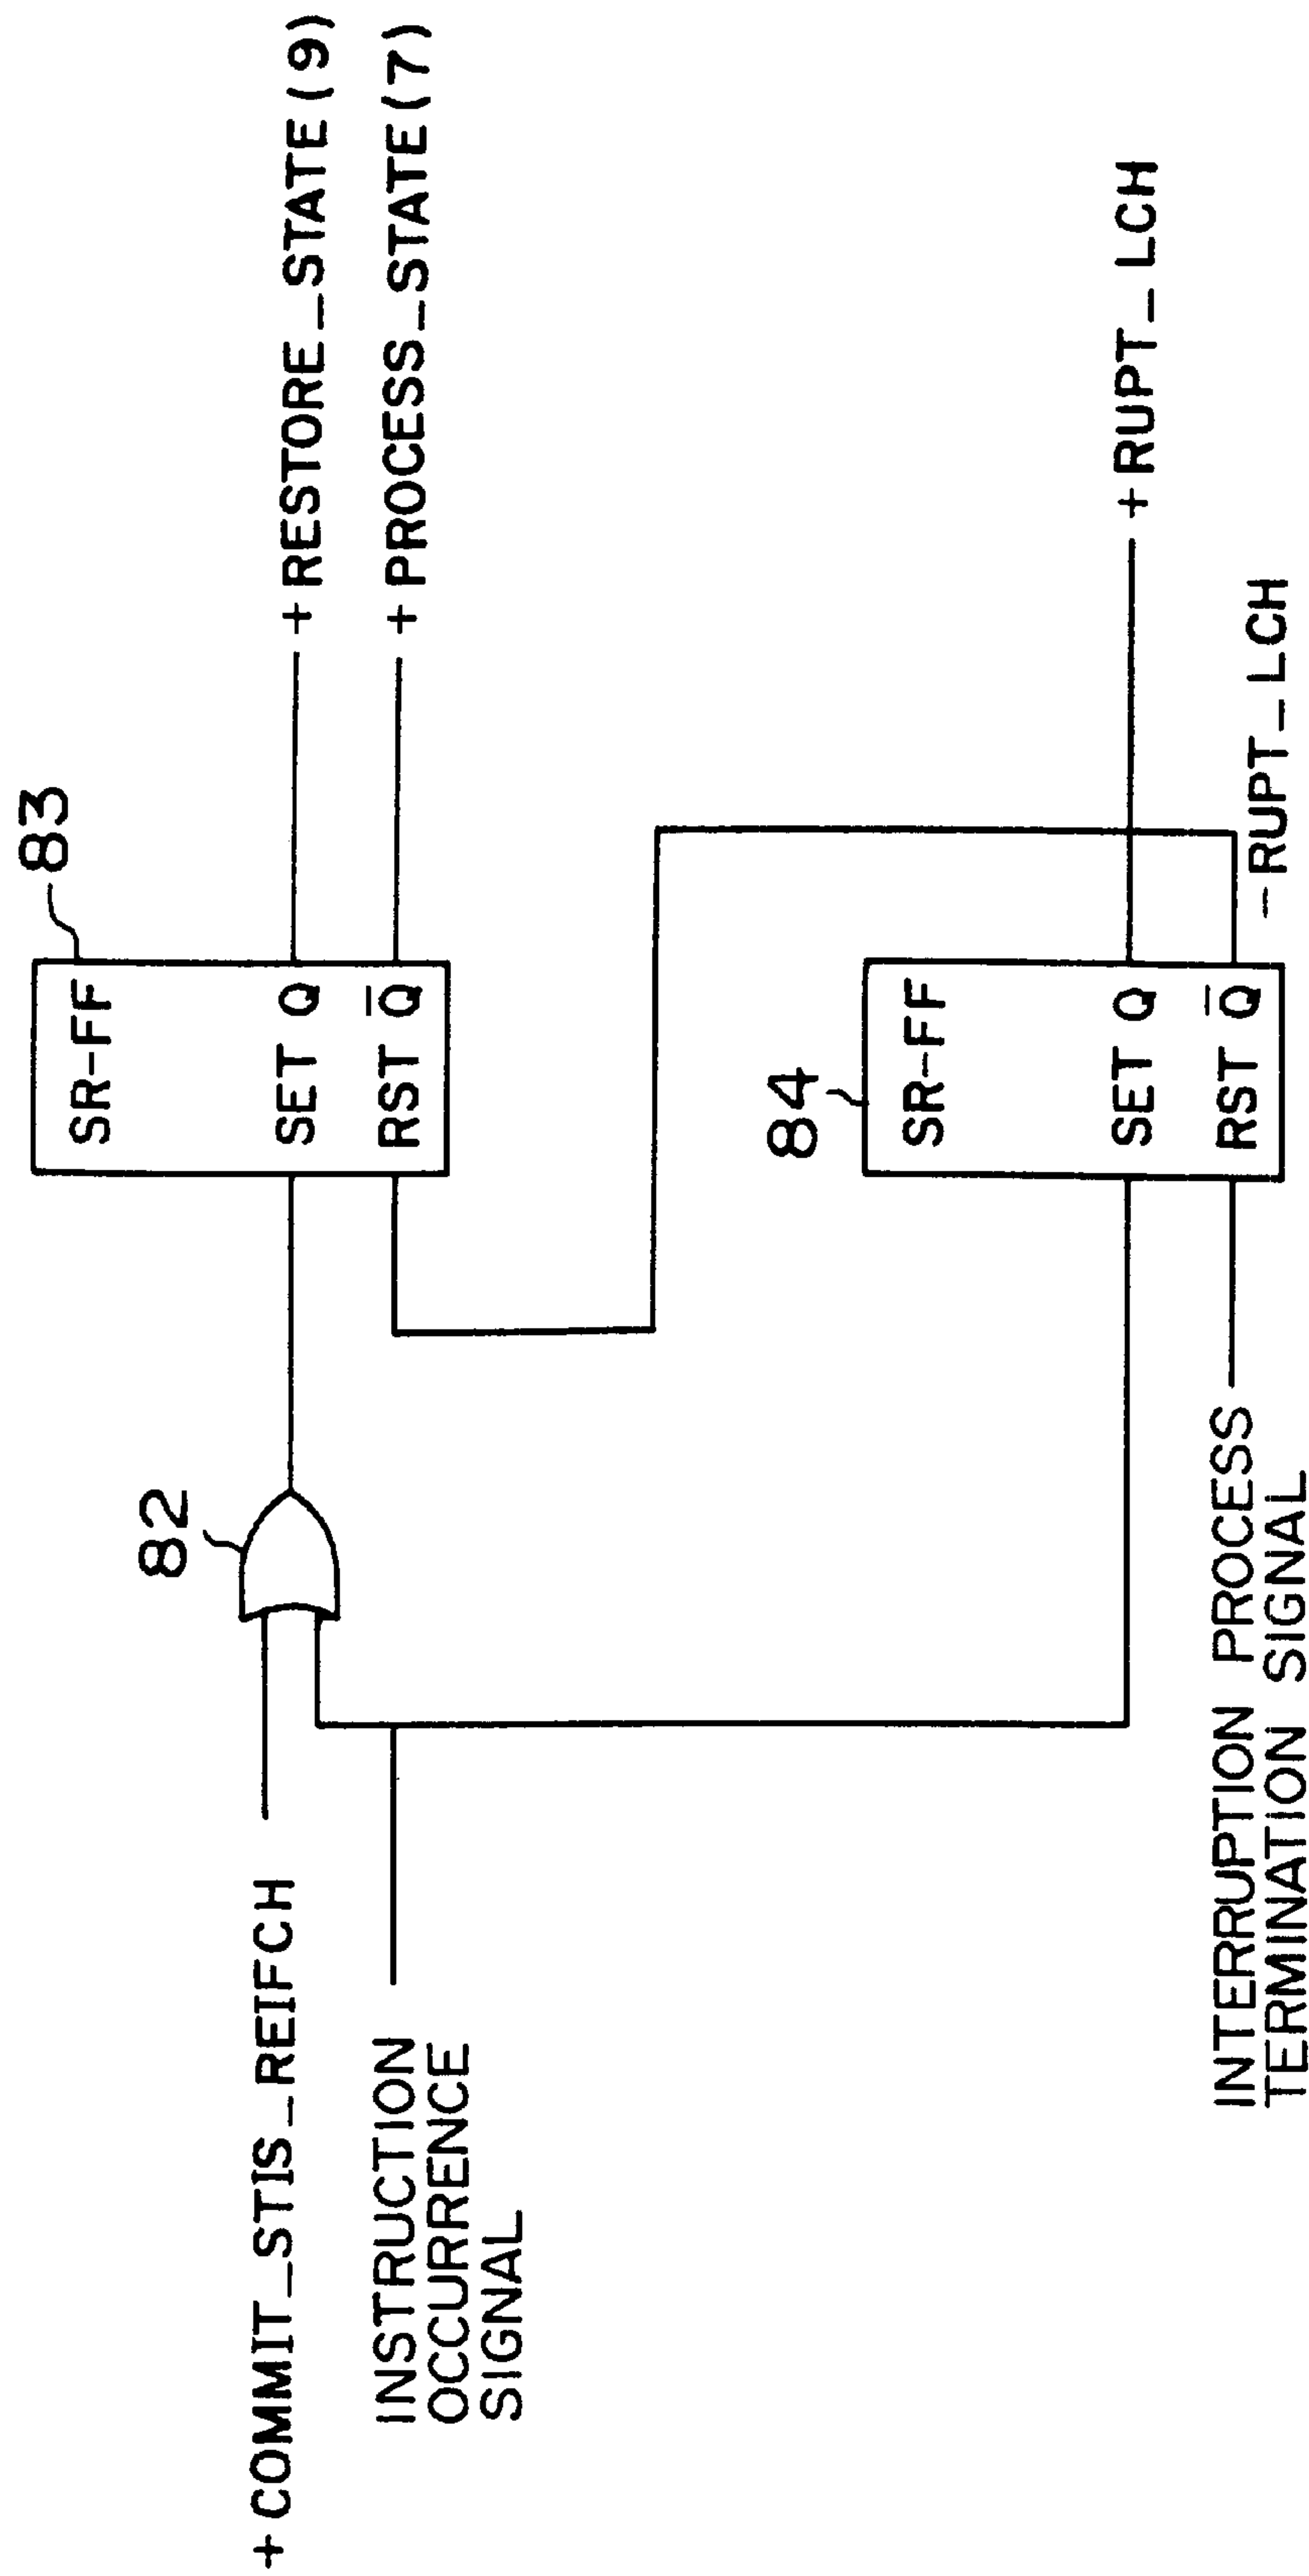 +COMMIT_STIS_REIFCH
INSTRUCTION
OCCURRENCE
SIGNAL
82
83
SR-FF
SET Q
RST Q̅
+RESTORE_STATE(9)
+PROCESS_STATE(7)
84
SR-FF
SET Q
RST Q̅
+RUPT_LCH
-RUPT_LCH
INTERRUPTION PROCESS
TERMINATION SIGNAL